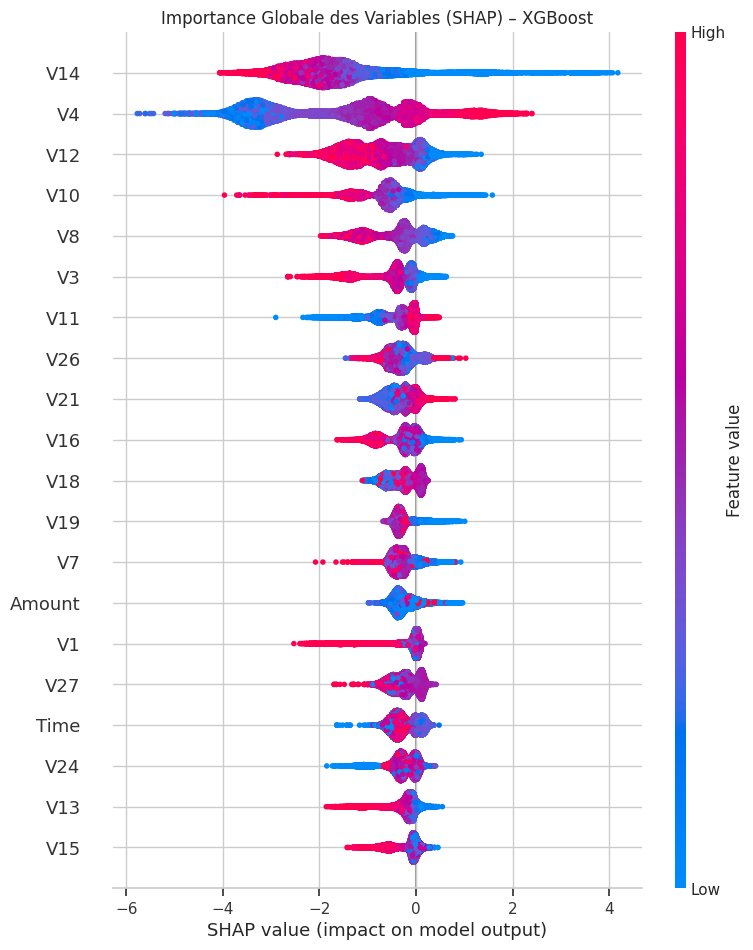 Importance Globale des Variables (SHAP) – XGBoost
High
V14
V4
V12
V10
V8
V3
V11
V26
V21
V16
V18
V19
V7
Amount
V1
V27
Time
V24
V13
V15
Feature value
Low
−6
−4
−2
0
2
4
SHAP value (impact on model output)